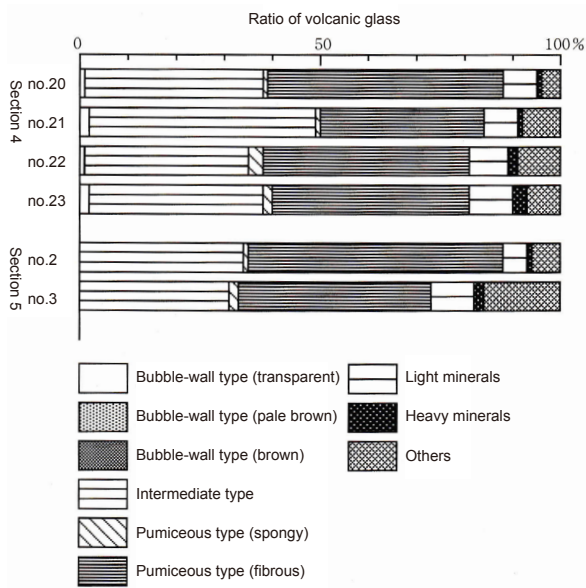 Ratio of volcanic glass
0 50 100%
Section 4
no.20
no.21
no.22
no.23
Section 5
no.2
no.3
Bubble-wall type (transparent)
Light minerals
Bubble-wall type (pale brown)
Heavy minerals
Bubble-wall type (brown)
Others
Intermediate type
Pumiceous type (spongy)
Pumiceous type (fibrous)